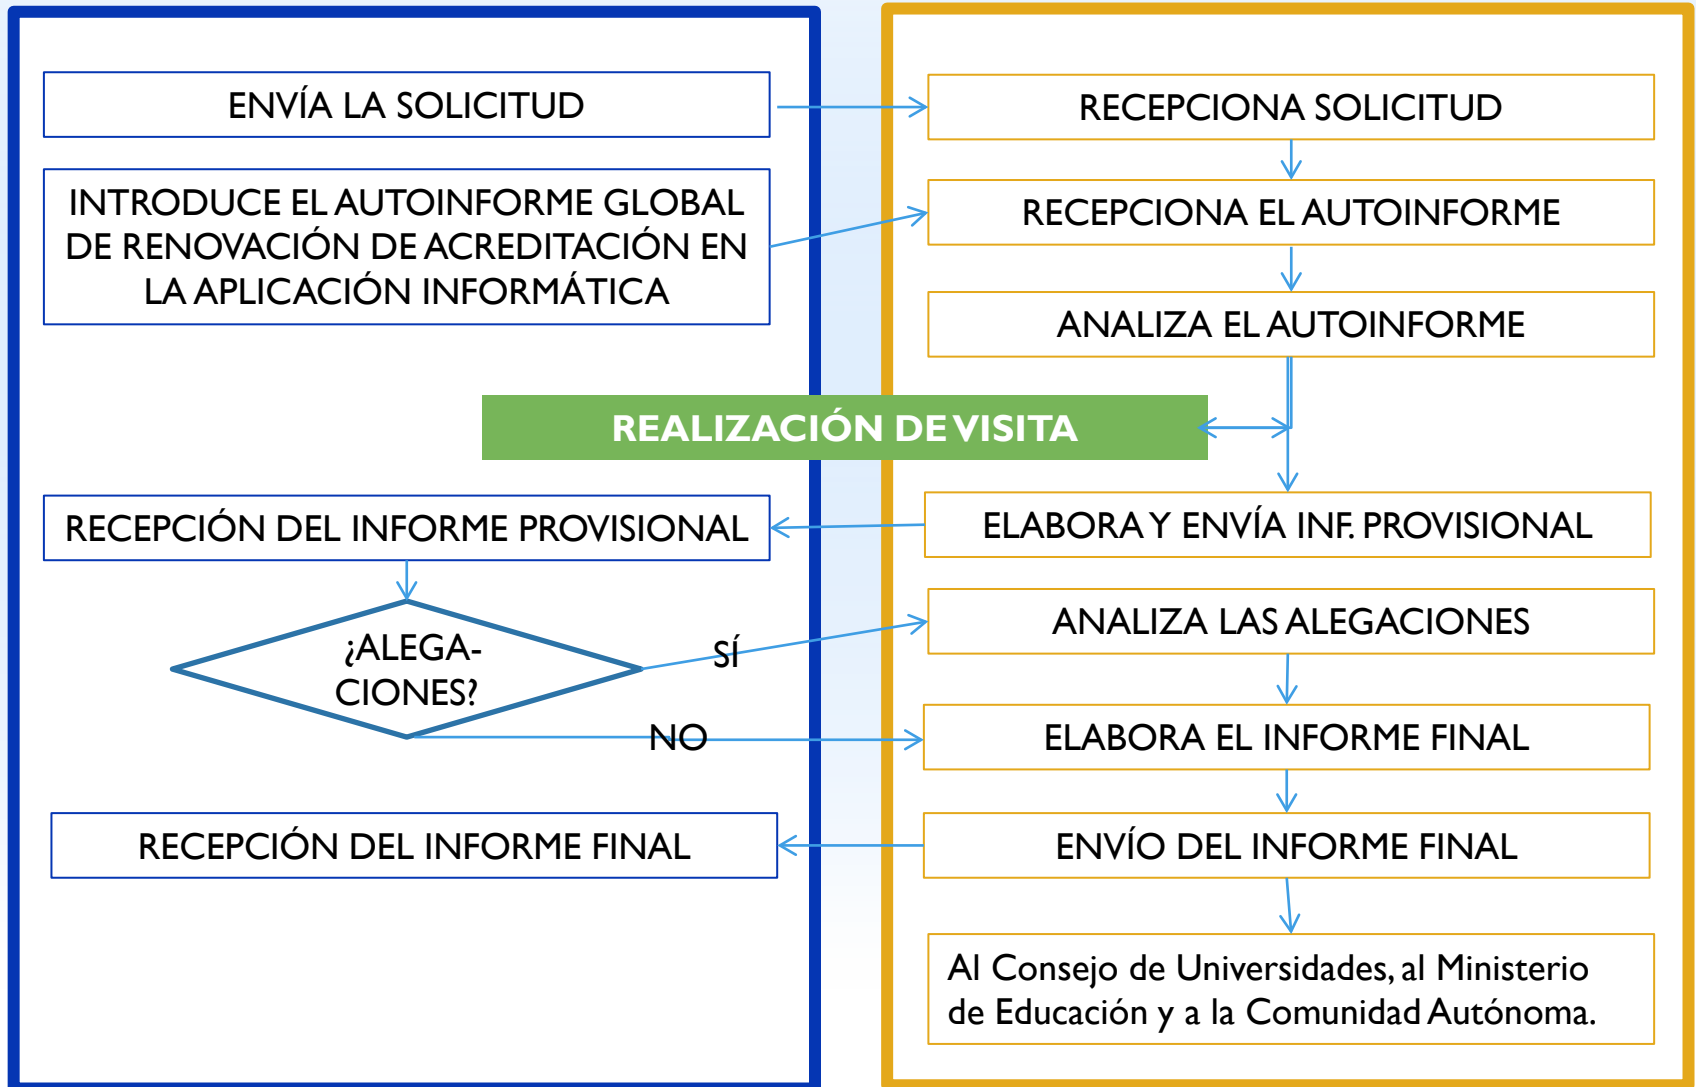 ENVÍA LA SOLICITUD
RECEPCIONA SOLICITUD
INTRODUCE EL AUTOINFORME GLOBAL
DE RENOVACIÓN DE ACREDITACIÓN EN
LA APLICACIÓN INFORMÁTICA
RECEPCIONA EL AUTOINFORME
ANALIZA EL AUTOINFORME
REALIZACIÓN DE VISITA
RECEPCIÓN DEL INFORME PROVISIONAL
ELABORA Y ENVÍA INF. PROVISIONAL
¿ALEGA-
CIONES?
SÍ
ANALIZA LAS ALEGACIONES
NO
ELABORA EL INFORME FINAL
RECEPCIÓN DEL INFORME FINAL
ENVÍO DEL INFORME FINAL
Al Consejo de Universidades, al Ministerio
de Educación y a la Comunidad Autónoma.